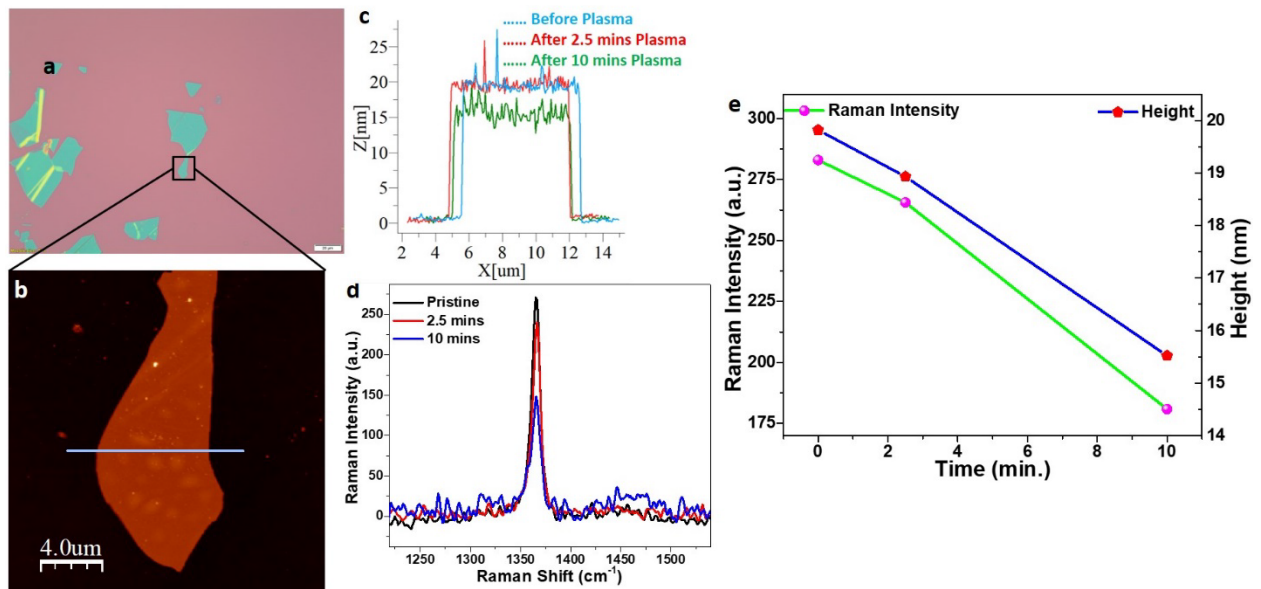 a
b
4.0um
c
...... Before Plasma
...... After 2.5 mins Plasma
...... After 10 mins Plasma
Z[nm]
25
20
15
10
5
0
2 4 6 8 10 12 14
X[um]
d
Pristine
2.5 mins
10 mins
Raman Intensity (a.u.)
250
200
150
100
50
0
1250 1300 1350 1400 1450 1500
Raman Shift (cm⁻¹)
e
Raman Intensity
Height
Raman Intensity (a.u.)
300
275
250
225
200
175
0 2 4 6 8 10
Time (min.)
20
19
18
17
16
15
14
Height (nm)